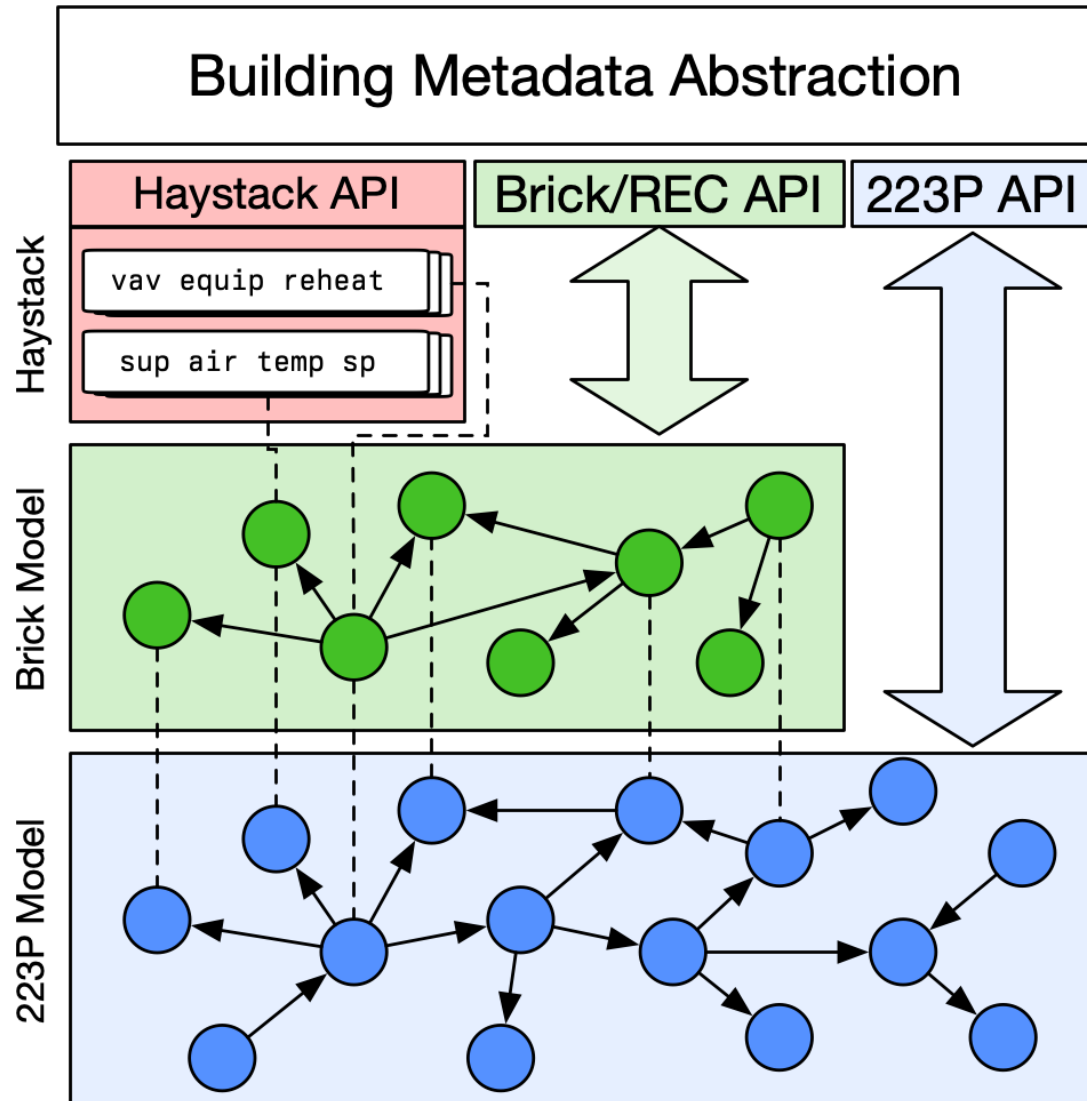 Building Metadata Abstraction
Haystack API
Brick/REC API
223P API
Haystack
vav equip reheat
sup air temp sp
Brick Model
223P Model